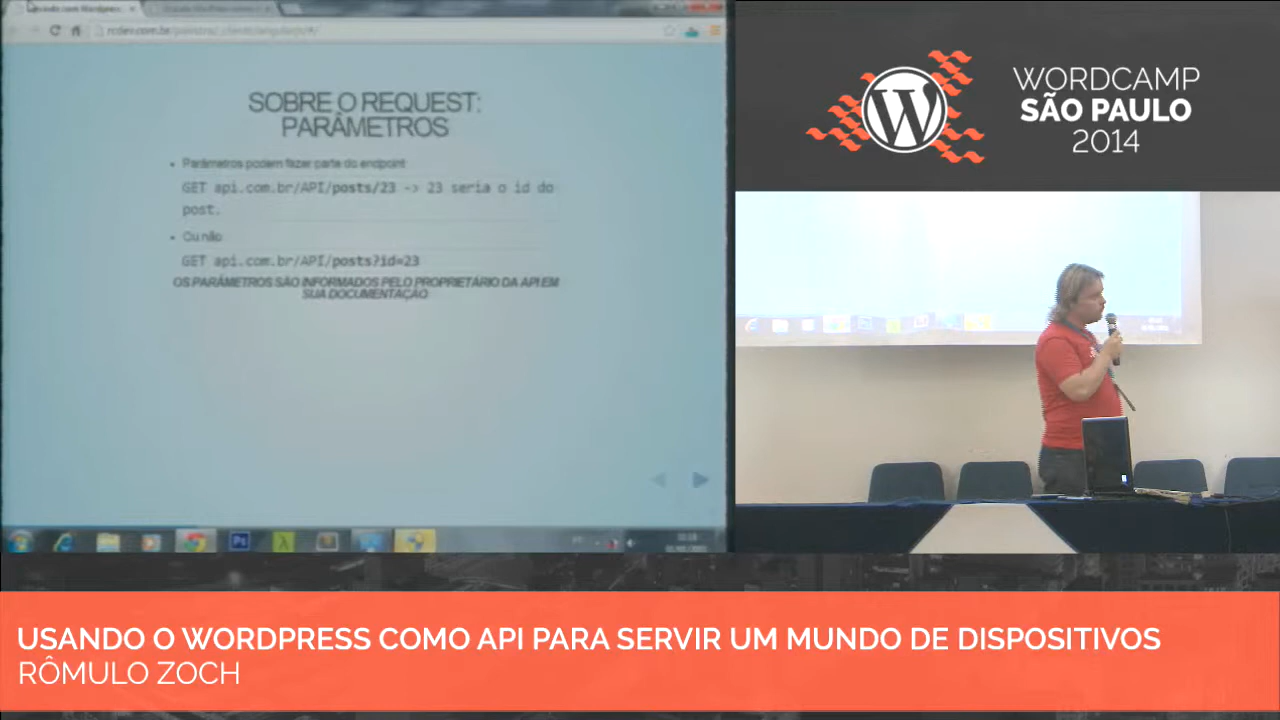 SOBRE O REQUEST:
PARÂMETROS
Parâmetros podem fazer parte do endpoint
GET api.com.br/API/posts/23 -> 23 seria o id do
post.
Ou não
GET api.com.br/API/posts?id=23
OS PARÂMETROS SÃO INFORMADOS PELO PROPRIETÁRIO DA API EM
SUA DOCUMENTAÇÃO
WORDCAMP
SÃO PAULO
2014
USANDO O WORDPRESS COMO API PARA SERVIR UM MUNDO DE DISPOSITIVOS
RÔMULO ZOCH